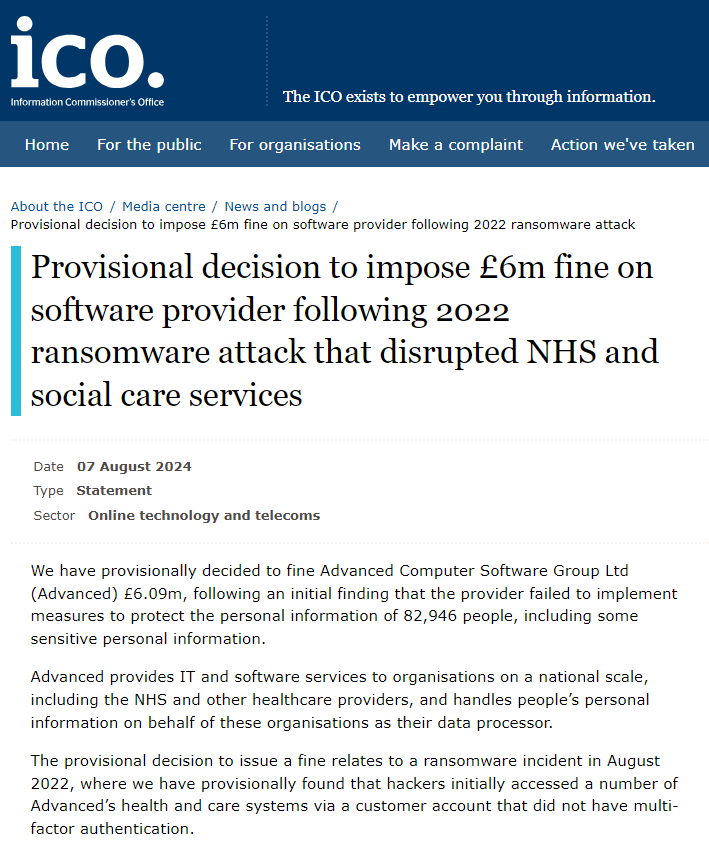 ico.
Information Commissioner's Office
The ICO exists to empower you through information.
Home For the public For organisations Make a complaint Action we've taken
About the ICO / Media centre / News and blogs /
Provisional decision to impose £6m fine on software provider following 2022 ransomware attack
Provisional decision to impose £6m fine on
software provider following 2022
ransomware attack that disrupted NHS and
social care services
Date 07 August 2024
Type Statement
Sector Online technology and telecoms
We have provisionally decided to fine Advanced Computer Software Group Ltd
(Advanced) £6.09m, following an initial finding that the provider failed to implement
measures to protect the personal information of 82,946 people, including some
sensitive personal information.
Advanced provides IT and software services to organisations on a national scale,
including the NHS and other healthcare providers, and handles people’s personal
information on behalf of these organisations as their data processor.
The provisional decision to issue a fine relates to a ransomware incident in August
2022, where we have provisionally found that hackers initially accessed a number of
Advanced’s health and care systems via a customer account that did not have multi-
factor authentication.